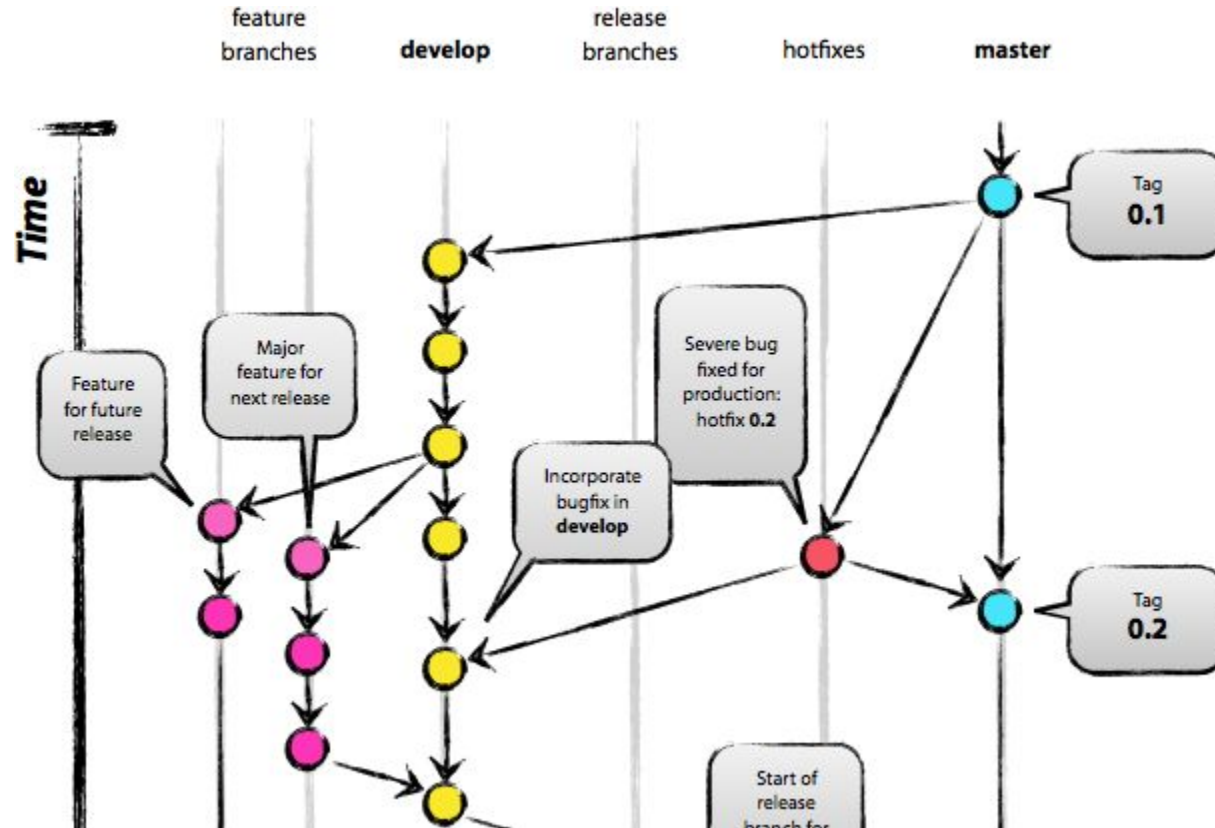 feature
branches
develop
release
branches
hotfixes
master
Time
Tag
0.1
Major
feature for
next release
Feature
for future
release
Severe bug
fixed for
production:
hotfix 0.2
Incorporate
bugfix in
develop
Tag
0.2
Start of
release
branch for